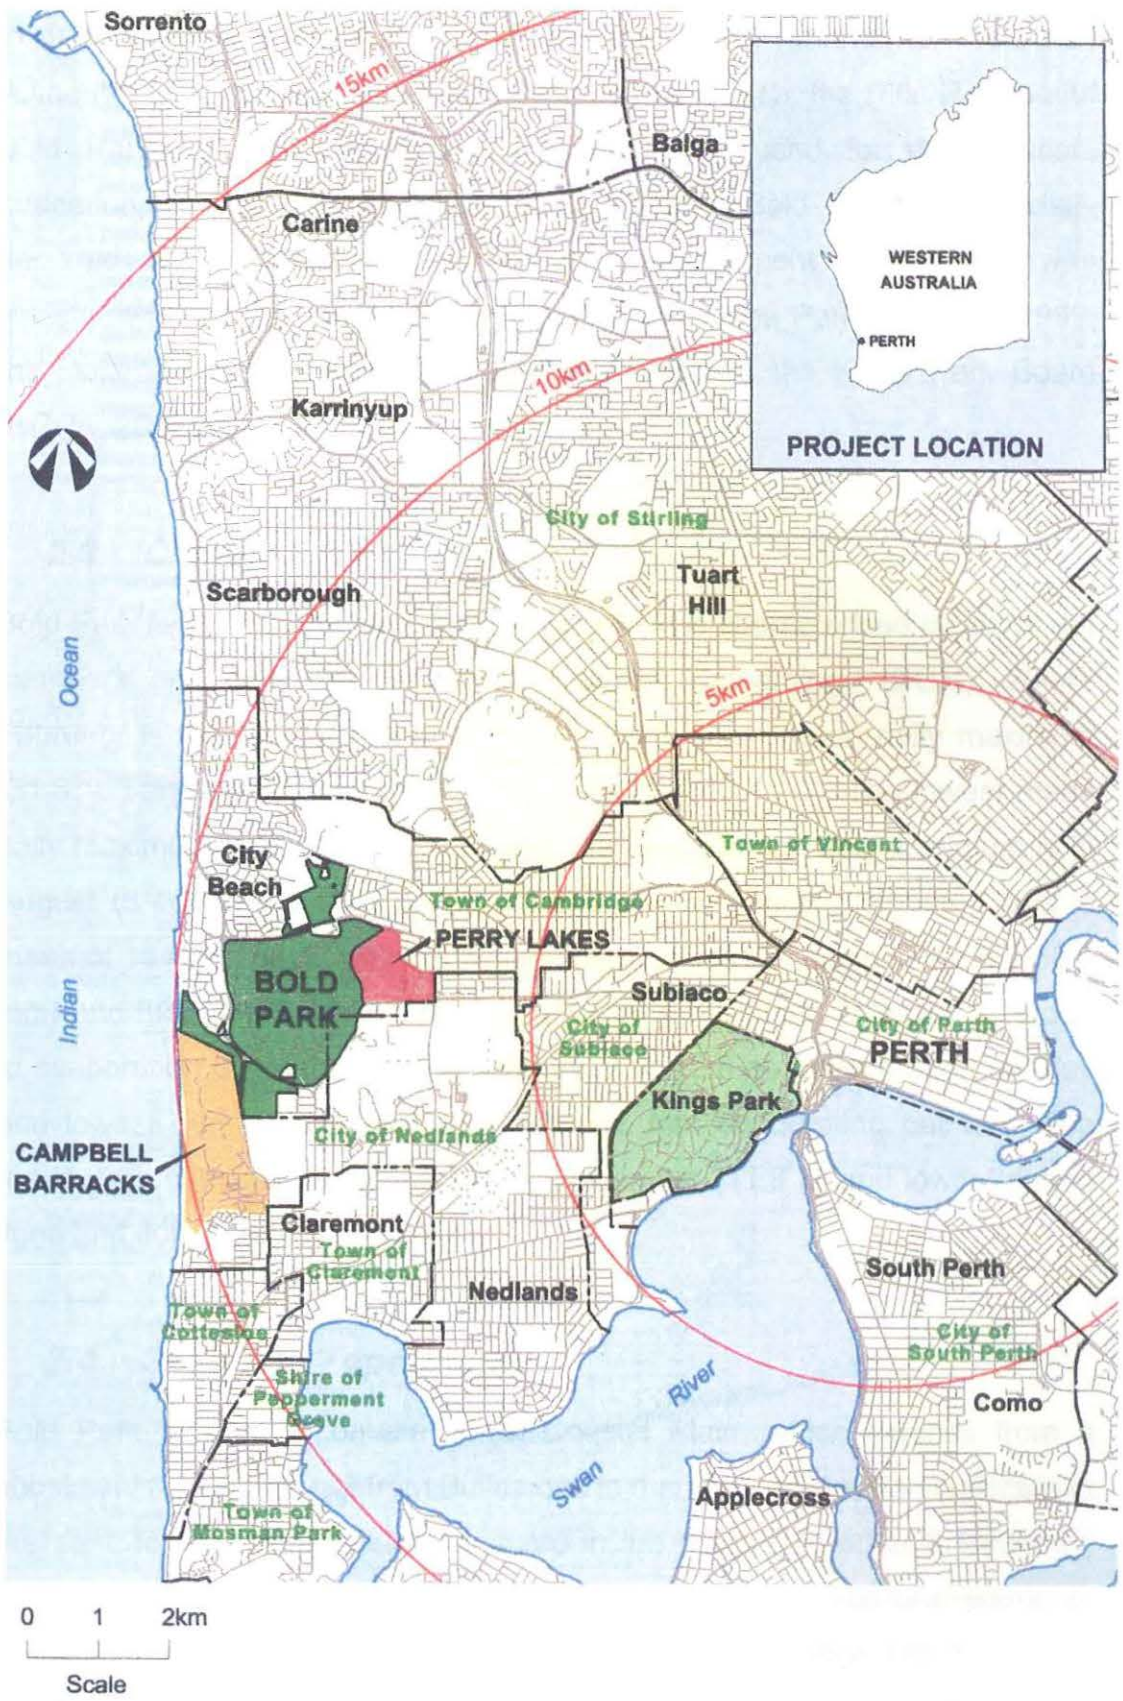 Sorrento
15km
Balga
Carine
WESTERN
AUSTRALIA
PERTH
PROJECT LOCATION
10km
Karrinyup
City of Stirling
Tuart
Hill
Scarborough
Ocean
5km
Town of Vincent
City
Beach
Town of Cambridge
PERRY LAKES
BOLD
PARK
Subiaco
Indian
City of
Subiaco
City of Perth
PERTH
Kings Park
City of Nedlands
CAMPBELL
BARRACKS
Claremont
Town of
Claremont
South Perth
Nedlands
Town of
Cottesloe
City of
South Perth
Shire of
Peppermint
Grove
River
Como
Swan
Applecross
Town of
Mosman Park
0 1 2km
Scale